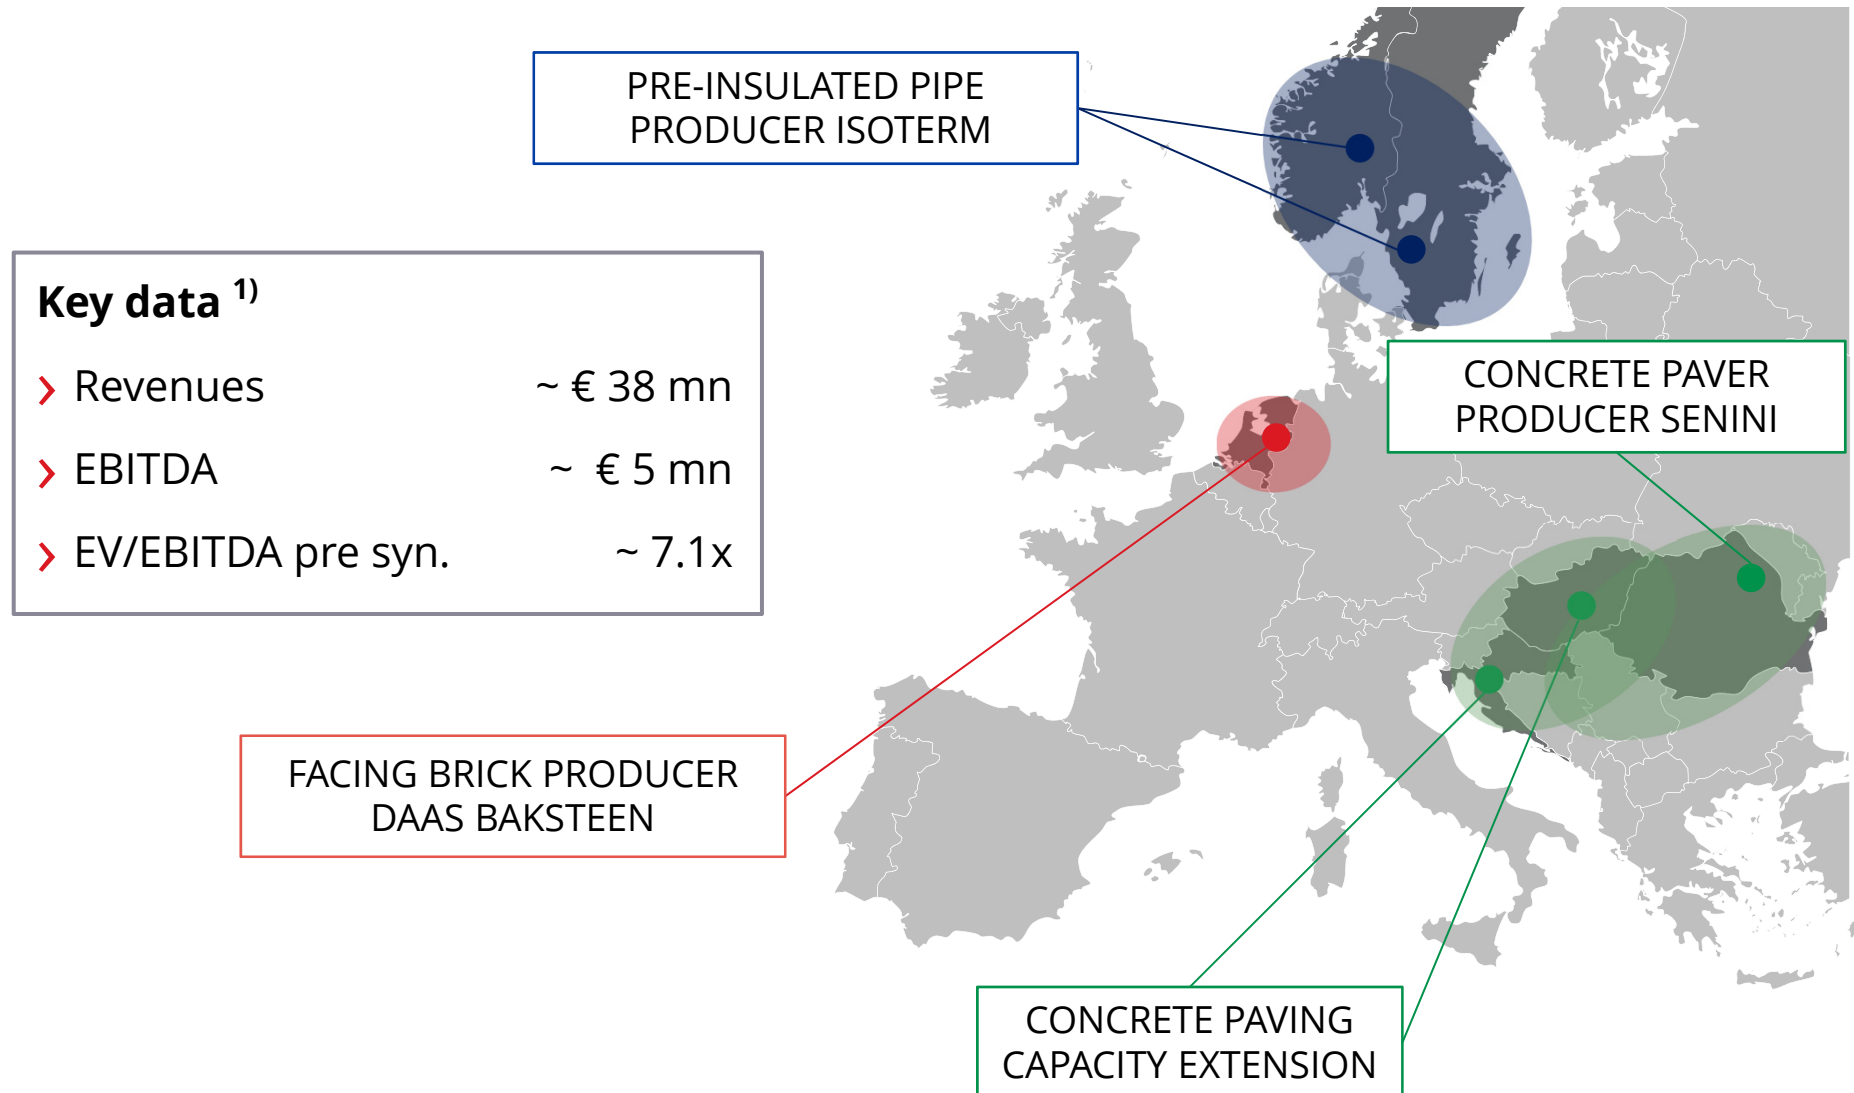 PRE-INSULATED PIPE
PRODUCER ISOTERM
Key data 1)
› Revenues ~ € 38 mn
› EBITDA ~ € 5 mn
› EV/EBITDA pre syn. ~ 7.1x
CONCRETE PAVER
PRODUCER SENINI
FACING BRICK PRODUCER
DAAS BAKSTEEN
CONCRETE PAVING
CAPACITY EXTENSION